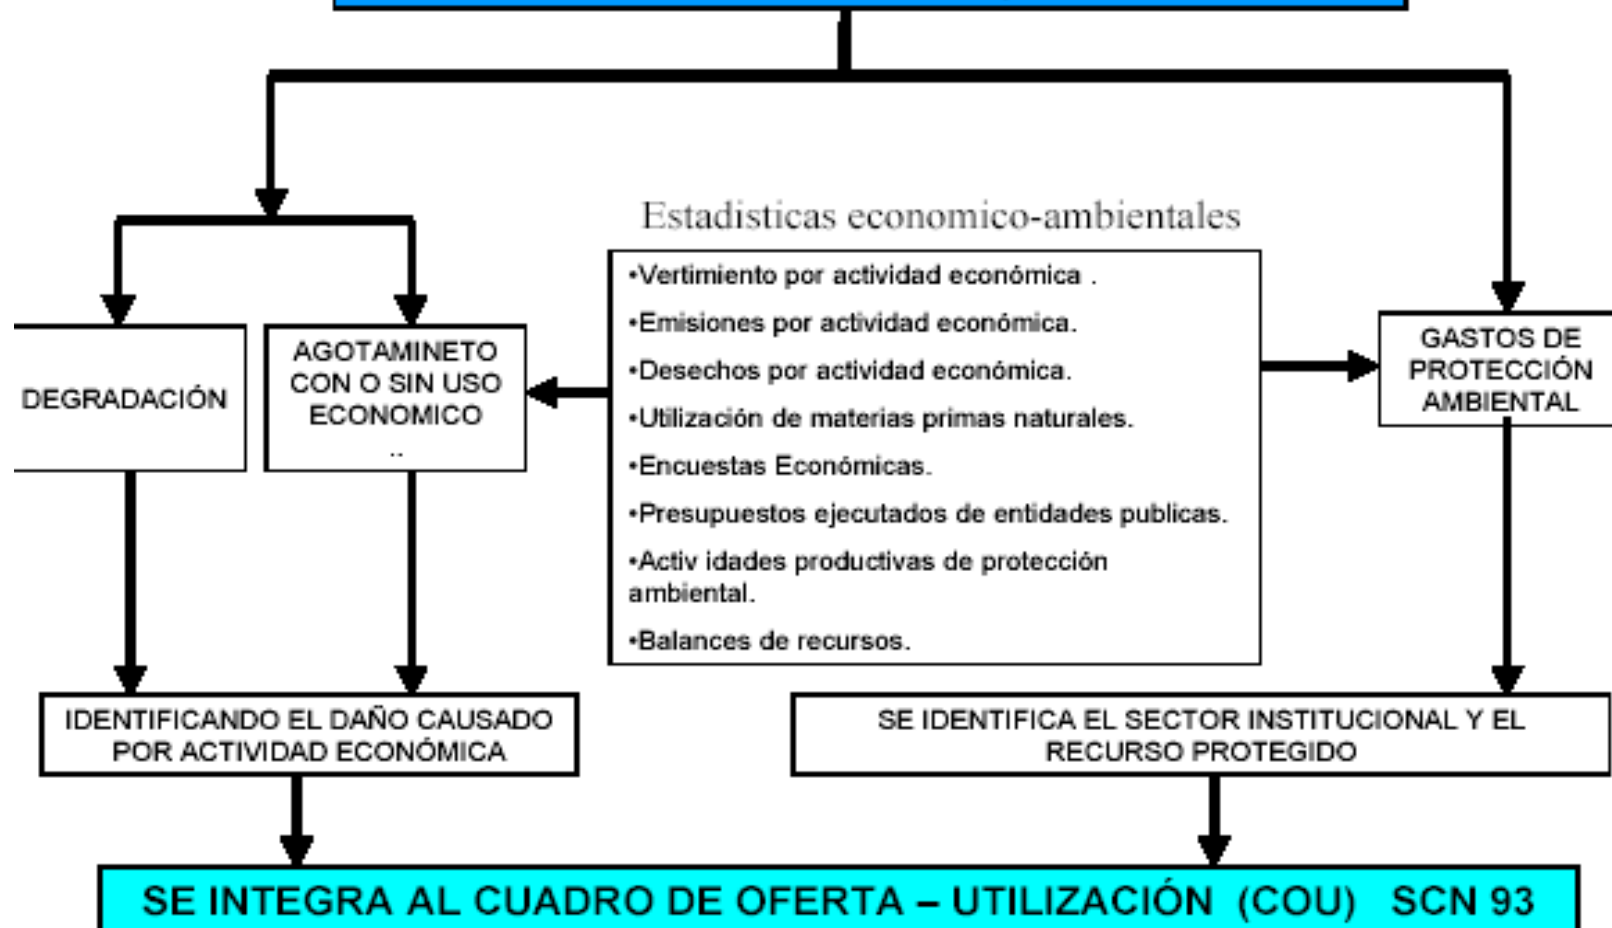 Estadisticas economico-ambientales
•Vertimiento por actividad económica .
•Emisiones por actividad económica.
•Desechos por actividad económica.
•Utilización de materias primas naturales.
•Encuestas Económicas.
•Presupuestos ejecutados de entidades publicas.
•Activ idades productivas de protección
ambiental.
•Balances de recursos.
DEGRADACIÓN
AGOTAMINETO
CON O SIN USO
ECONOMICO
..
GASTOS DE
PROTECCIÓN
AMBIENTAL
IDENTIFICANDO EL DAÑO CAUSADO
POR ACTIVIDAD ECONÓMICA
SE IDENTIFICA EL SECTOR INSTITUCIONAL Y EL
RECURSO PROTEGIDO
SE INTEGRA AL CUADRO DE OFERTA – UTILIZACIÓN (COU) SCN 93